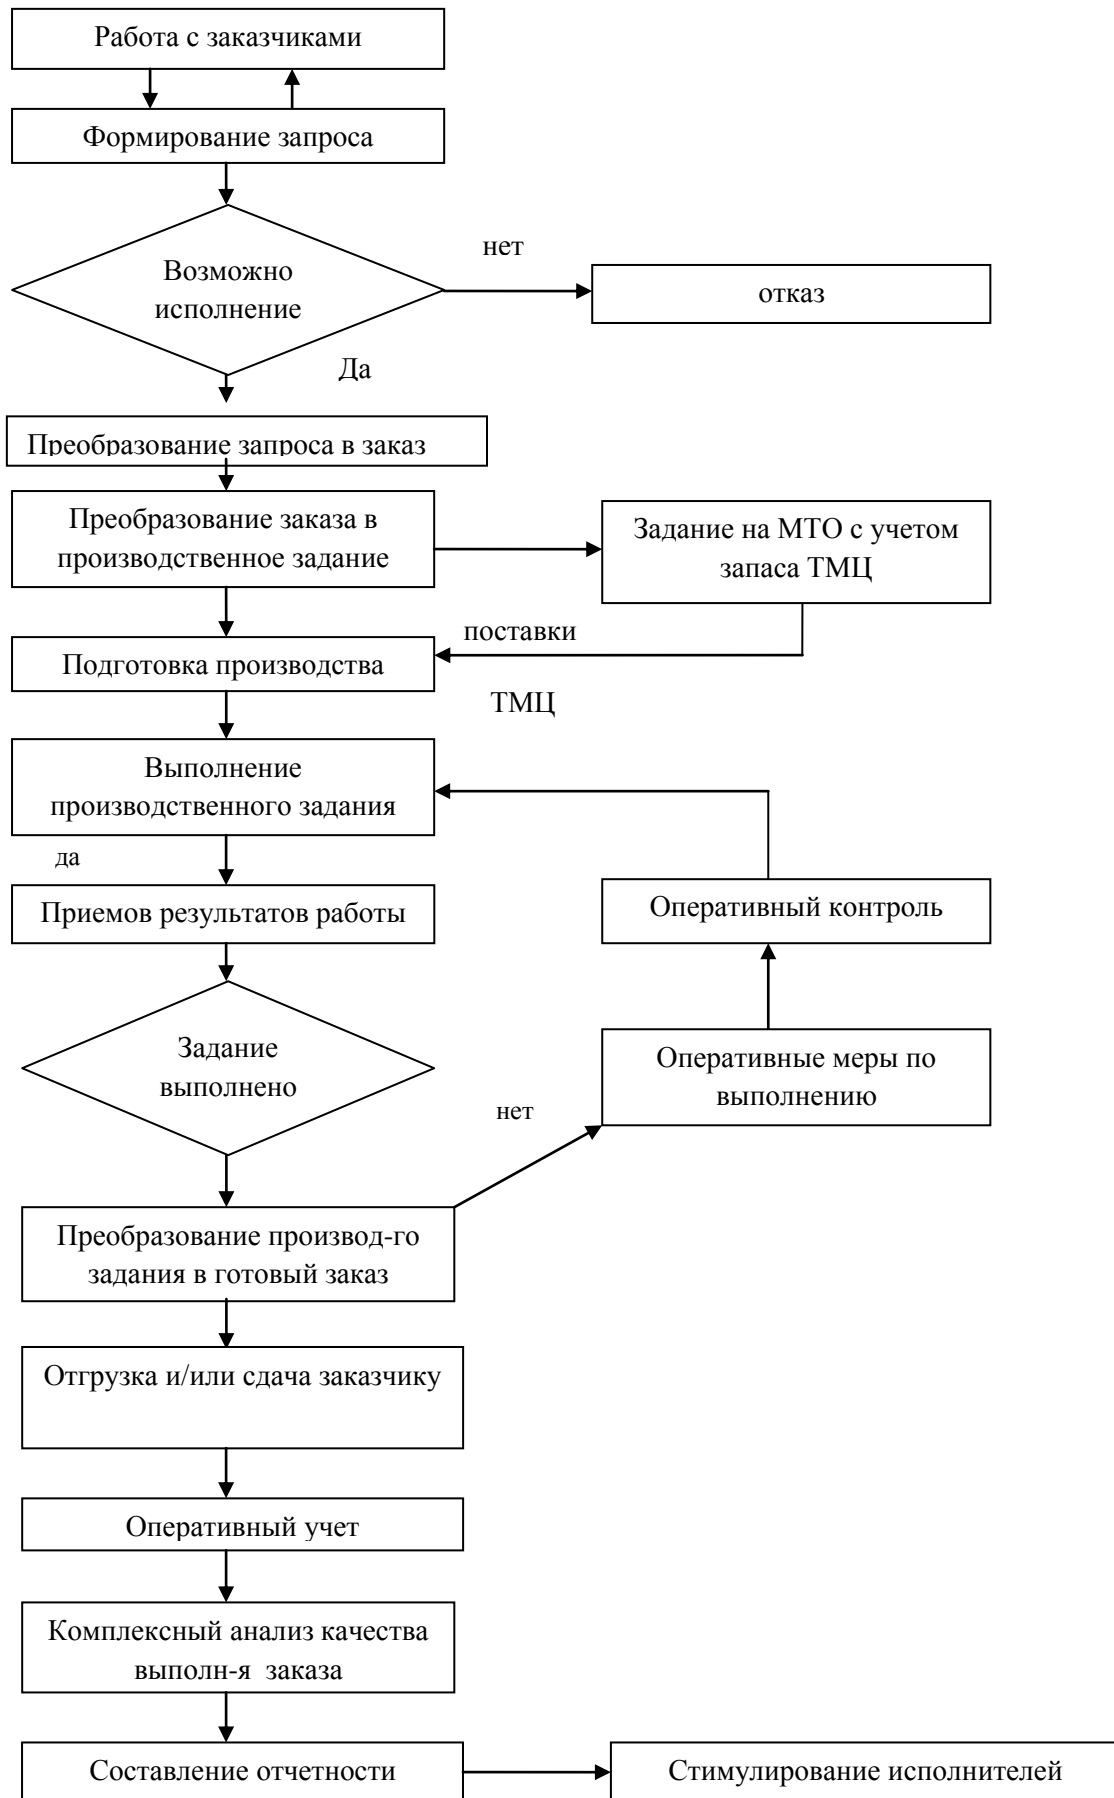 Работа с заказчиками
Формирование запроса
нет
Возможно
исполнение
отказ
Да
Преобразование запроса в заказ
Преобразование заказа в
производственное задание
Задание на МТО с учетом
запаса ТМЦ
поставки
Подготовка производства
ТМЦ
Выполнение
производственного задания
да
Приемов результатов работы
Оперативный контроль
Задание
выполнено
Оперативные меры по
выполнению
нет
Преобразование производ-го
задания в готовый заказ
Отгрузка и/или сдача заказчику
Оперативный учет
Комплексный анализ качества
выполн-я заказа
Составление отчетности
Стимулирование исполнителей